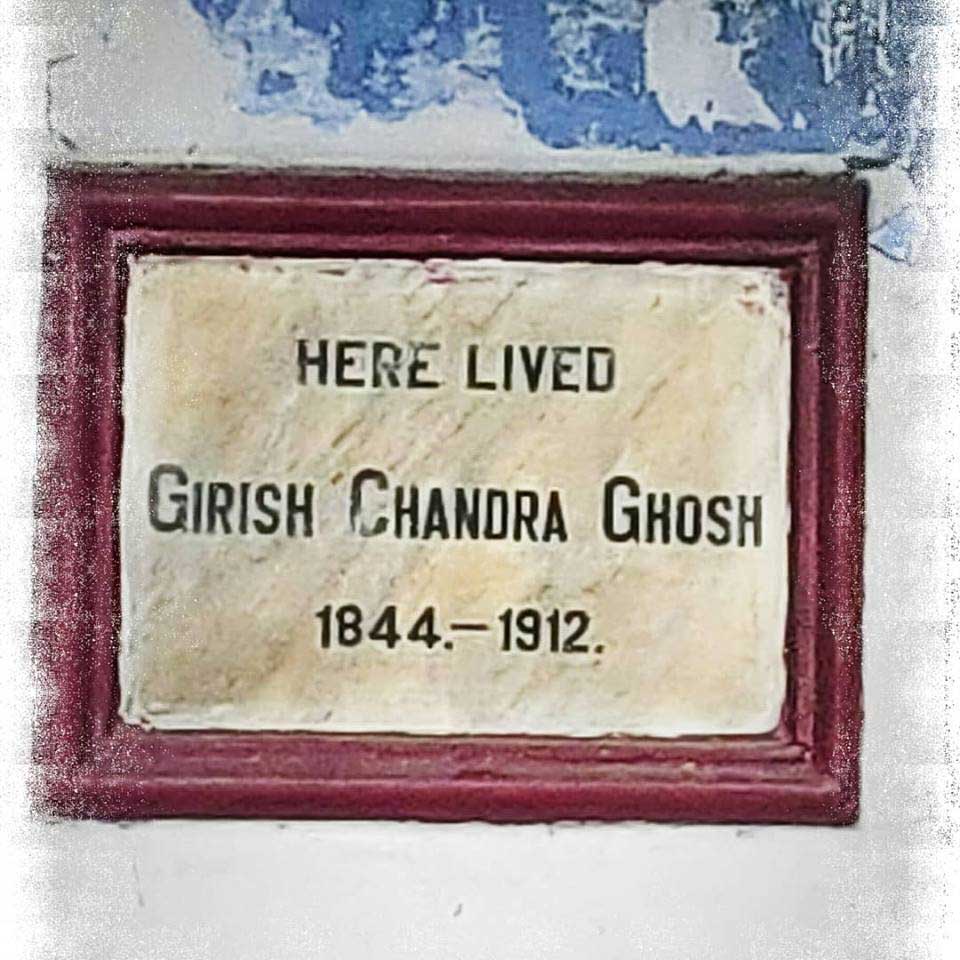 HERE LIVED
GIRISH CHANDRA GHOSH
1844.—1912.